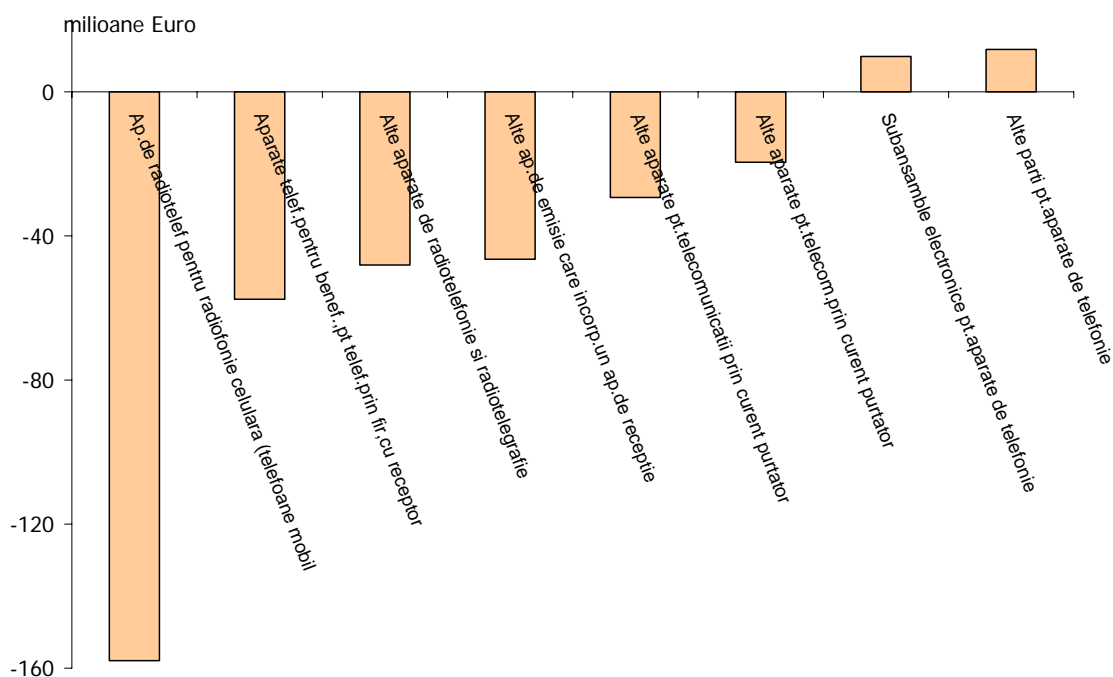 milioane Euro
0
-40
-80
-120
-160
Ap.de radiotelef pentru radiofonie celulara (telefoane mobil
Aparate telef.pentru benef.,pt telef.prin fir,cu receptor
Alte aparate de radiotelefonie si radiotelegrafie
Alte ap.de emisie care incorp.un ap.de receptie
Alte aparate pt.telecomunicatii prin curent purtator
Alte aparate pt.telecom.prin curent purtator
Subansamble electronice pt.aparate de telefonie
Alte parti pt.aparate de telefonie